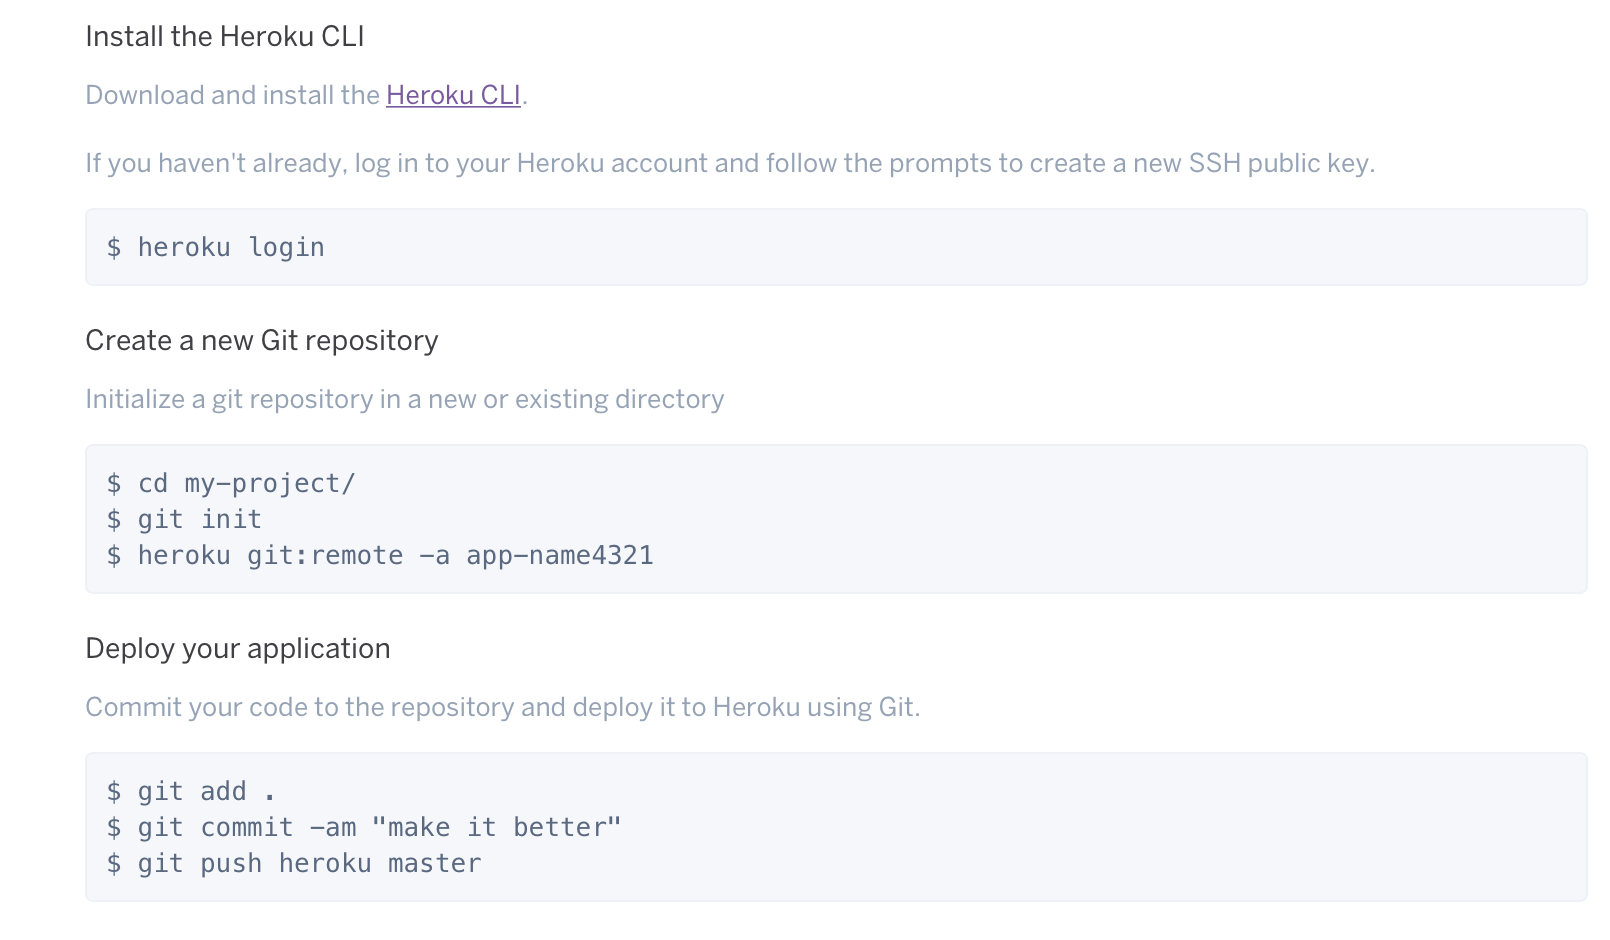 Install the Heroku CLI
Download and install the Heroku CLI.
If you haven't already, log in to your Heroku account and follow the prompts to create a new SSH public key.
$ heroku login
Create a new Git repository
Initialize a git repository in a new or existing directory
$ cd my-project/
$ git init
$ heroku git:remote -a app-name4321
Deploy your application
Commit your code to the repository and deploy it to Heroku using Git.
$ git add .
$ git commit -am "make it better"
$ git push heroku master